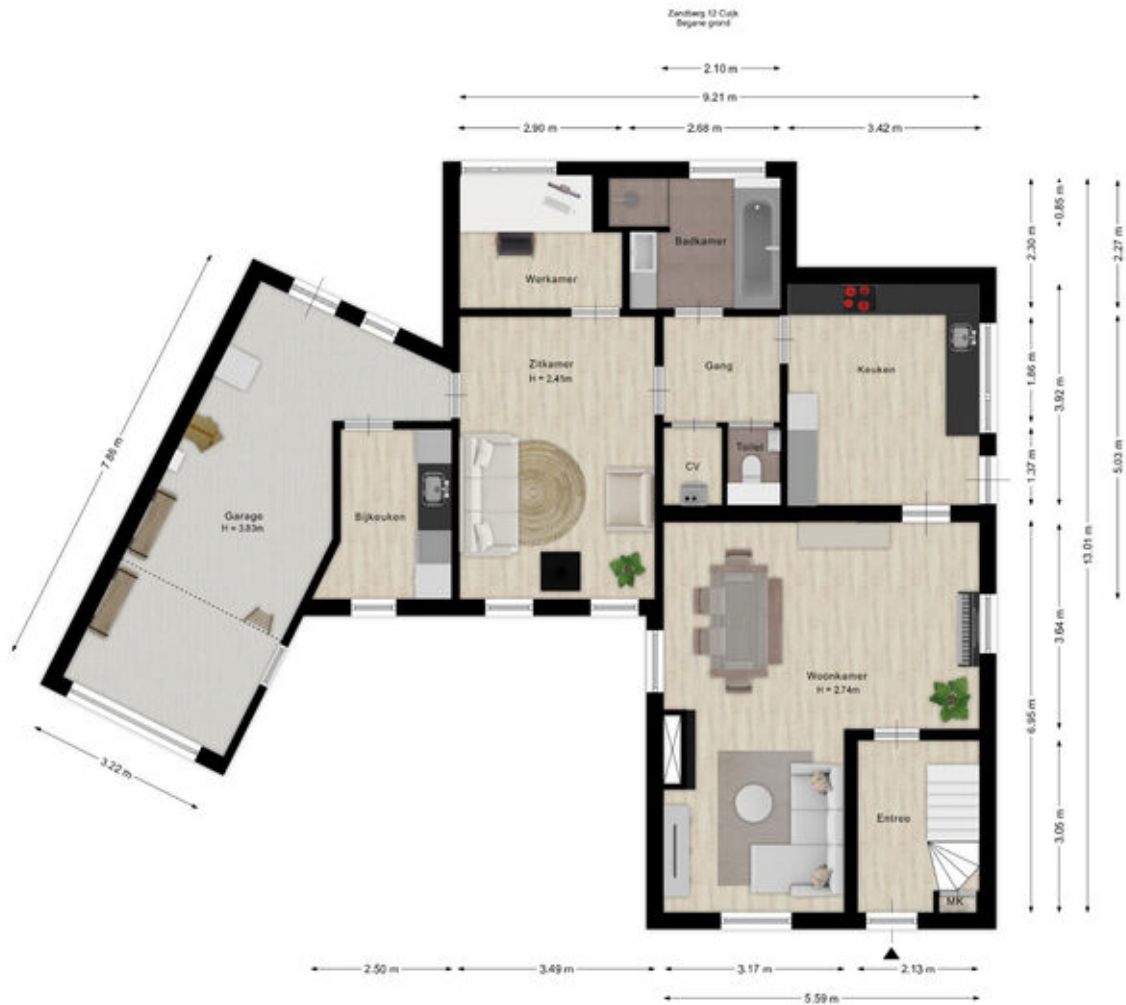 Zandberg 12 Cuijk
Begane grond
2.10 m
9.21 m
2.90 m
2.68 m
3.42 m
Badkamer
Werkamer
Zitkamer
H = 2.41m
Gang
Keuken
Toilet
CV
Bijkeuken
Garage
H = 3.83m
Woonkamer
H = 2.74m
Entree
MK
7.86 m
3.22 m
0.85 m
2.30 m
2.27 m
1.86 m
3.92 m
1.37 m
5.03 m
13.01 m
3.64 m
6.95 m
3.05 m
2.50 m
3.49 m
3.17 m
2.13 m
5.59 m